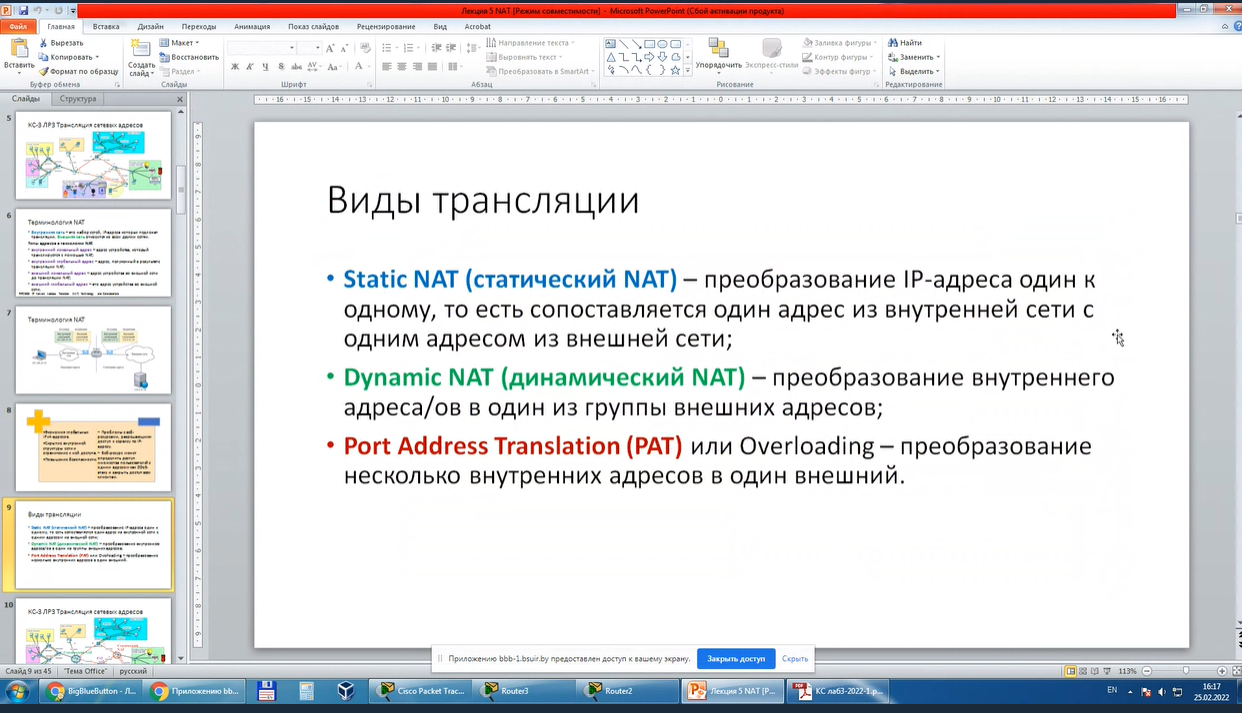 Лекция 5 NAT [Режим совместимости] - Microsoft PowerPoint (Сбой активации продукта)
Файл Главная Вставка Дизайн Переходы Анимация Показ слайдов Рецензирование Вид Acrobat
Вставить
Вырезать
Копировать
Формат по образцу
Буфер обмена
Создать слайд
Макет
Восстановить
Раздел
Слайды
Шрифт
Направление текста
Выровнять текст
Преобразовать в SmartArt
Абзац
Упорядочить
Экспресс-стили
Заливка фигуры
Контур фигуры
Эффекты фигур
Рисование
Найти
Заменить
Выделить
Редактирование
Слайды Структура
5
КС-3 ЛР3 Трансляция сетевых адресов
6
Терминология NAT
7
Терминология NAT
8
9
Виды трансляции
10
КС-3 ЛР3 Трансляция сетевых адресов
Виды трансляции
• Static NAT (статический NAT) – преобразование IP-адреса один к
одному, то есть сопоставляется один адрес из внутренней сети с
одним адресом из внешней сети;
• Dynamic NAT (динамический NAT) – преобразование внутреннего
адреса/ов в один из группы внешних адресов;
• Port Address Translation (PAT) или Overloading – преобразование
несколько внутренних адресов в один внешний.
Приложению bbb-1.bsuir.by предоставлен доступ к вашему экрану. Закрыть доступ Скрыть
Слайд 9 из 45 "Тема Office" русский 113%
BigBlueButton - Л... Приложению bb... Cisco Packet Trac... Router3 Router2 Лекция 5 NAT [Р... КС лаб3-2022-1.p... EN 16:17
25.02.2022